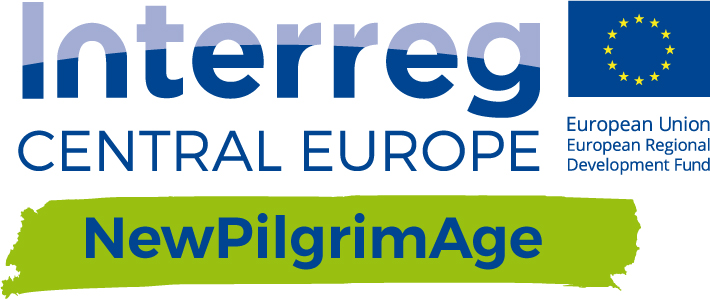 Interreg
CENTRAL EUROPE
European Union
European Regional
Development Fund
NewPilgrimAge